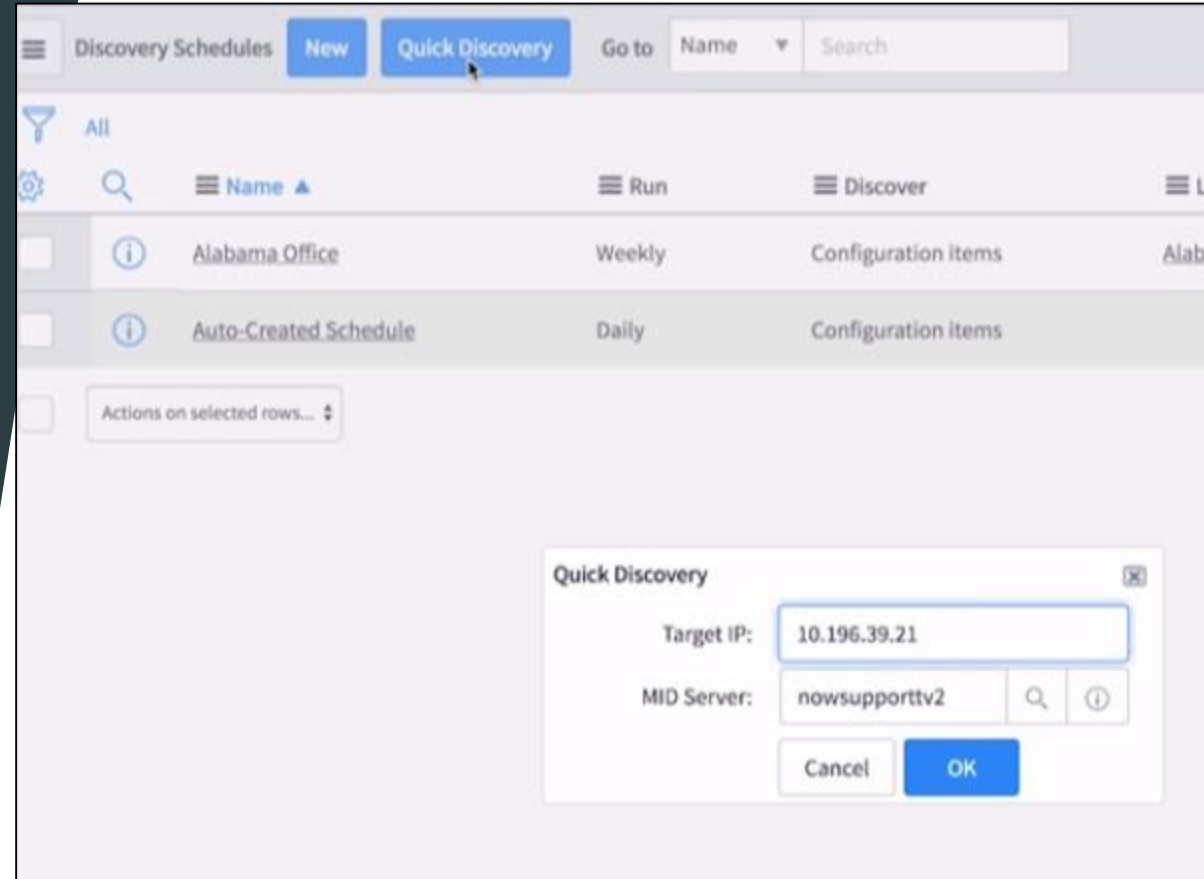 Discovery Schedules New Quick Discovery Go to Name Search
All
Name Run Discover
Alabama Office Weekly Configuration items Alab
Auto-Created Schedule Daily Configuration items
Actions on selected rows...
Quick Discovery
Target IP: 10.196.39.21
MID Server: nowsupporttv2
Cancel OK